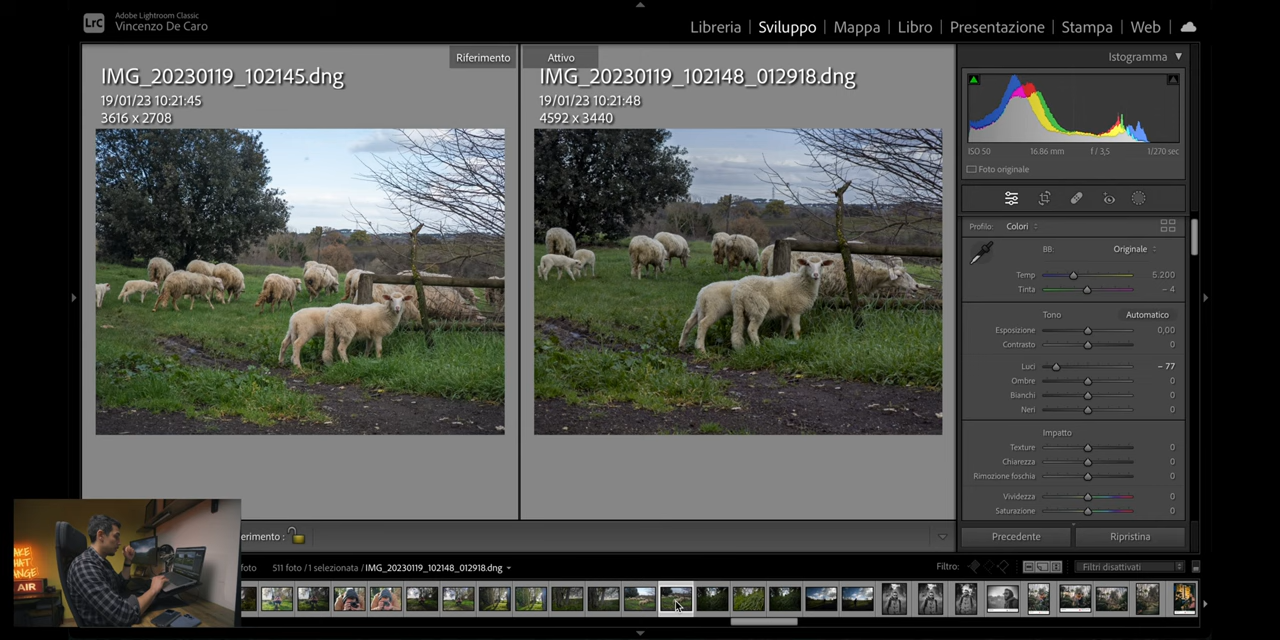 LrC
Adobe Lightroom Classic
Vincenzo De Caro
Libreria | Sviluppo | Mappa | Libro | Presentazione | Stampa | Web
Riferimento
IMG_20230119_102145.dng
19/01/23 10:21:45
3616 x 2708
Attivo
IMG_20230119_102148_012918.dng
19/01/23 10:21:48
4592 x 3440
Istogramma
ISO 50 16.86 mm f / 3,5 1/270 sec
Foto originale
Profilo: Colori
BB: Originale
Temp 5.200
Tinta – 4
Tono Automatico
Esposizione 0,00
Contrasto 0
Luci – 77
Ombre 0
Bianchi 0
Neri 0
Impatto
Texture 0
Chiarezza 0
Rimozione foschia 0
Vividezza 0
Saturazione 0
Precedente Ripristina
erimento :
foto 511 foto / 1 selezionata / IMG_20230119_102148_012918.dng
Filtro: Filtri disattivati
AIR